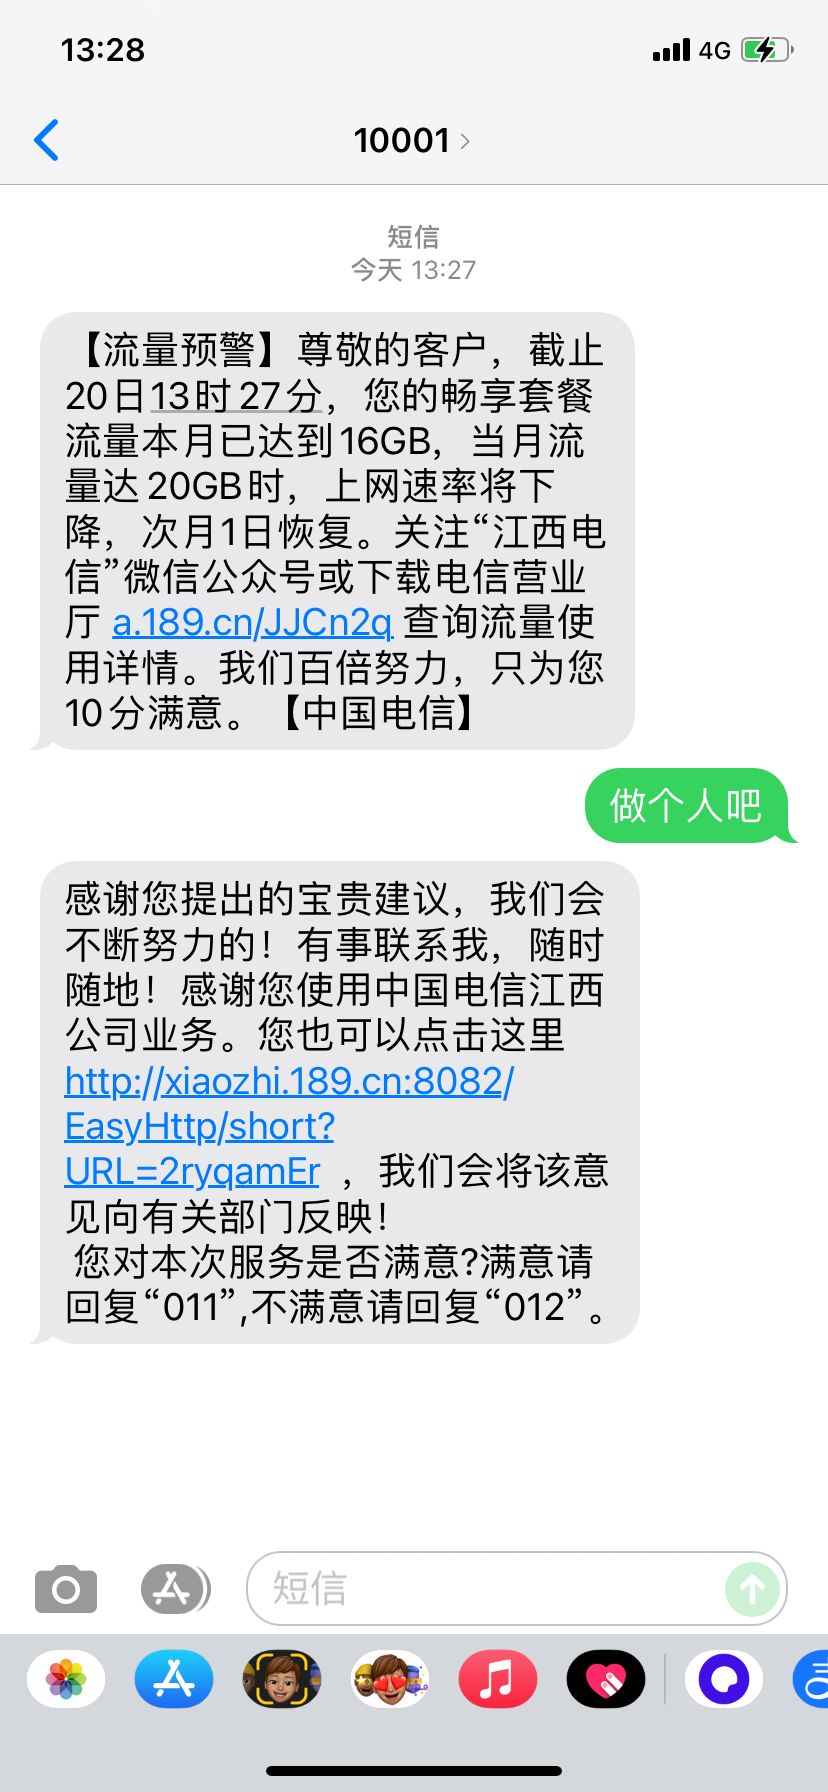 13:28
4G
10001
短信
今天 13:27
【流量预警】尊敬的客户，截止
20日13时27分，您的畅享套餐
流量本月已达到16GB，当月流
量达20GB时，上网速率将下
降，次月1日恢复。关注“江西电
信”微信公众号或下载电信营业
厅 a.189.cn/JJCn2q 查询流量使
用详情。我们百倍努力，只为您
10分满意。【中国电信】
做个人吧
感谢您提出的宝贵建议，我们会
不断努力的！有事联系我，随时
随地！感谢您使用中国电信江西
公司业务。您也可以点击这里
http://xiaozhi.189.cn:8082/
EasyHttp/short?
URL=2ryqamEr ，我们会将该意
见向有关部门反映！
您对本次服务是否满意?满意请
回复“011”,不满意请回复“012”。
短信